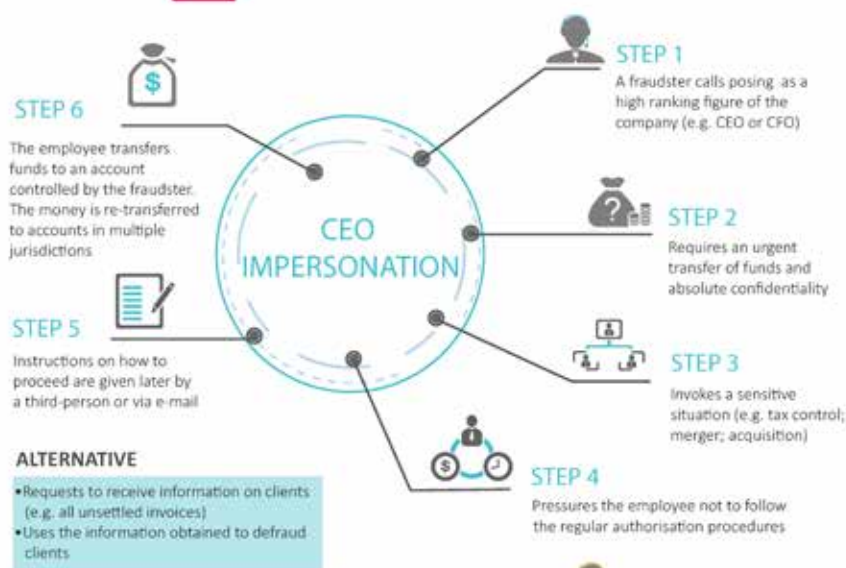 STEP 1
A fraudster calls posing as a
high ranking figure of the
company (e.g. CEO or CFO)
STEP 2
Requires an urgent
transfer of funds and
absolute confidentiality
STEP 3
Invokes a sensitive
situation (e.g. tax control;
merger; acquisition)
STEP 4
Pressures the employee not to follow
the regular authorisation procedures
STEP 5
Instructions on how to
proceed are given later by
a third-person or via e-mail
STEP 6
The employee transfers
funds to an account
controlled by the fraudster.
The money is re-transferred
to accounts in multiple
jurisdictions
CEO
IMPERSONATION
ALTERNATIVE
•Requests to receive information on clients
(e.g. all unsettled invoices)
•Uses the information obtained to defraud
clients
$
?
$